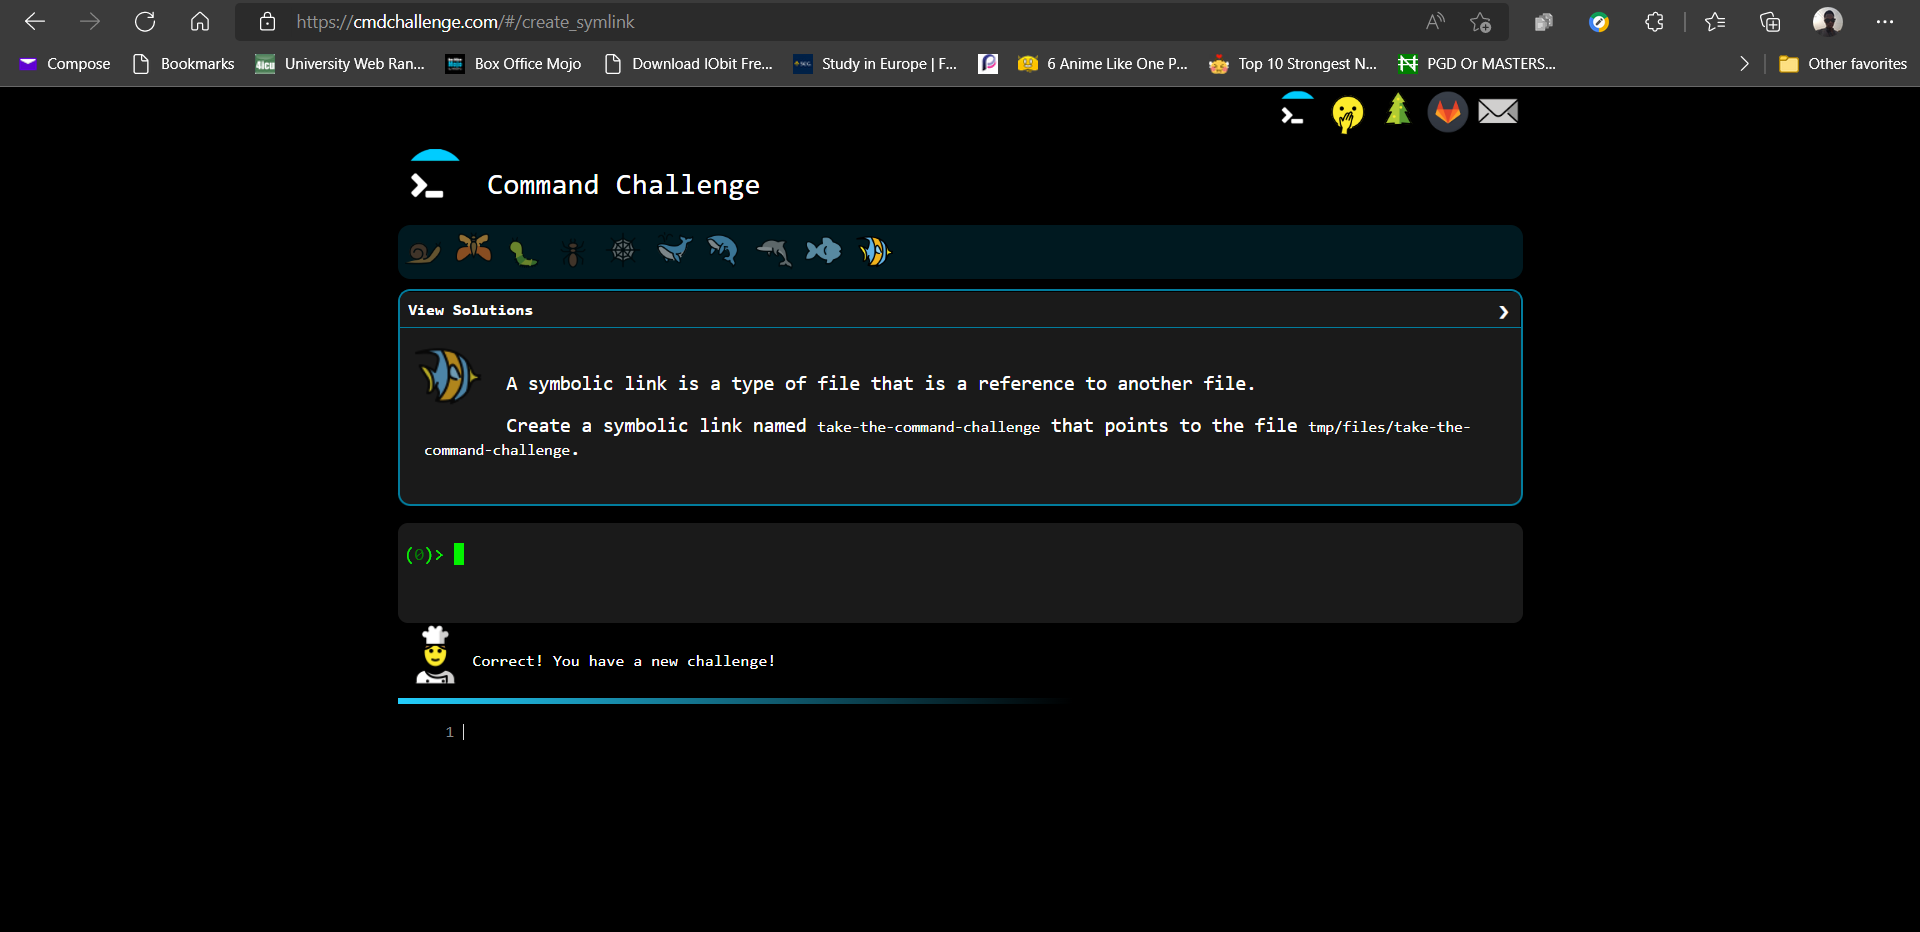 https://cmdchallenge.com/#/create_symlink
Compose Bookmarks 4icu University Web Ran... Box Office Mojo Download IObit Fre... Study in Europe | F... 6 Anime Like One P... Top 10 Strongest N... PGD Or MASTERS... Other favorites
Command Challenge
View Solutions
A symbolic link is a type of file that is a reference to another file.
Create a symbolic link named take-the-command-challenge that points to the file tmp/files/take-the-
command-challenge.
(0)>
Correct! You have a new challenge!
1